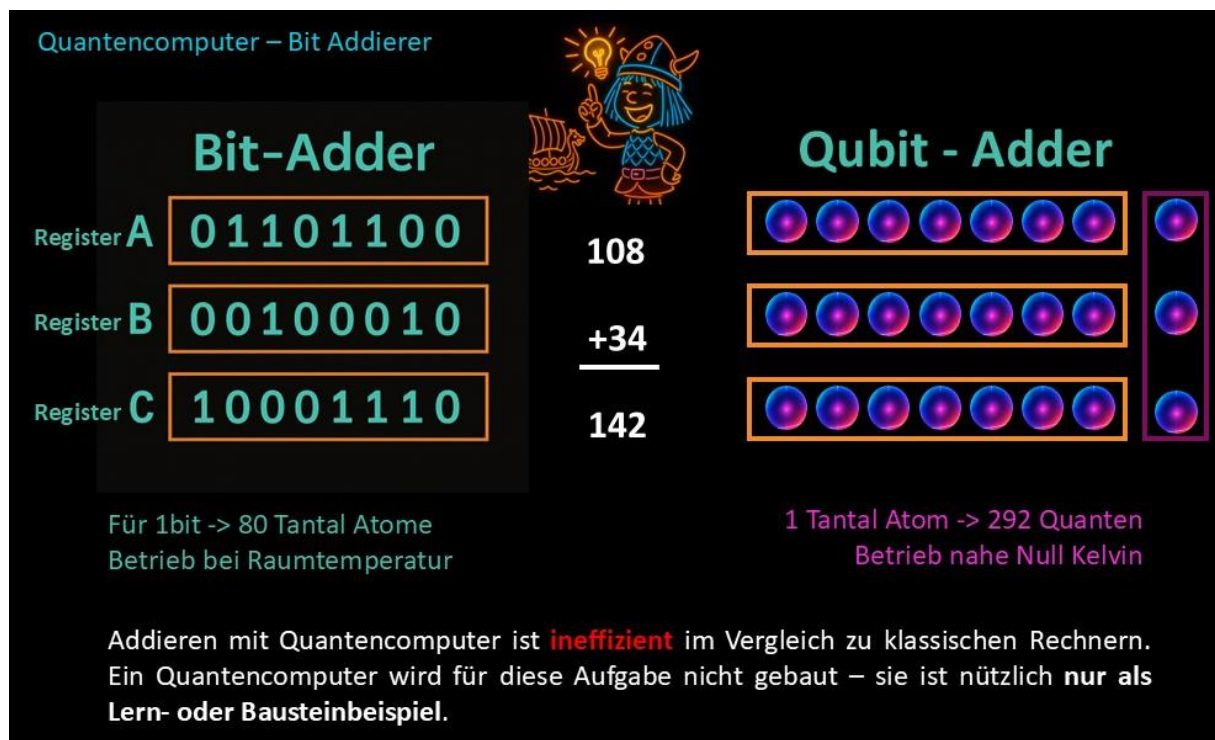 Quantencomputer – Bit Addierer
Bit-Adder
Qubit - Adder
Register A 01101100
108
Register B 00100010
+34
Register C 10001110
142
Für 1bit -> 80 Tantal Atome
Betrieb bei Raumtemperatur
1 Tantal Atom -> 292 Quanten
Betrieb nahe Null Kelvin
Addieren mit Quantencomputer ist ineffizient im Vergleich zu klassischen Rechnern.
Ein Quantencomputer wird für diese Aufgabe nicht gebaut – sie ist nützlich nur als
Lern- oder Bausteinbeispiel.